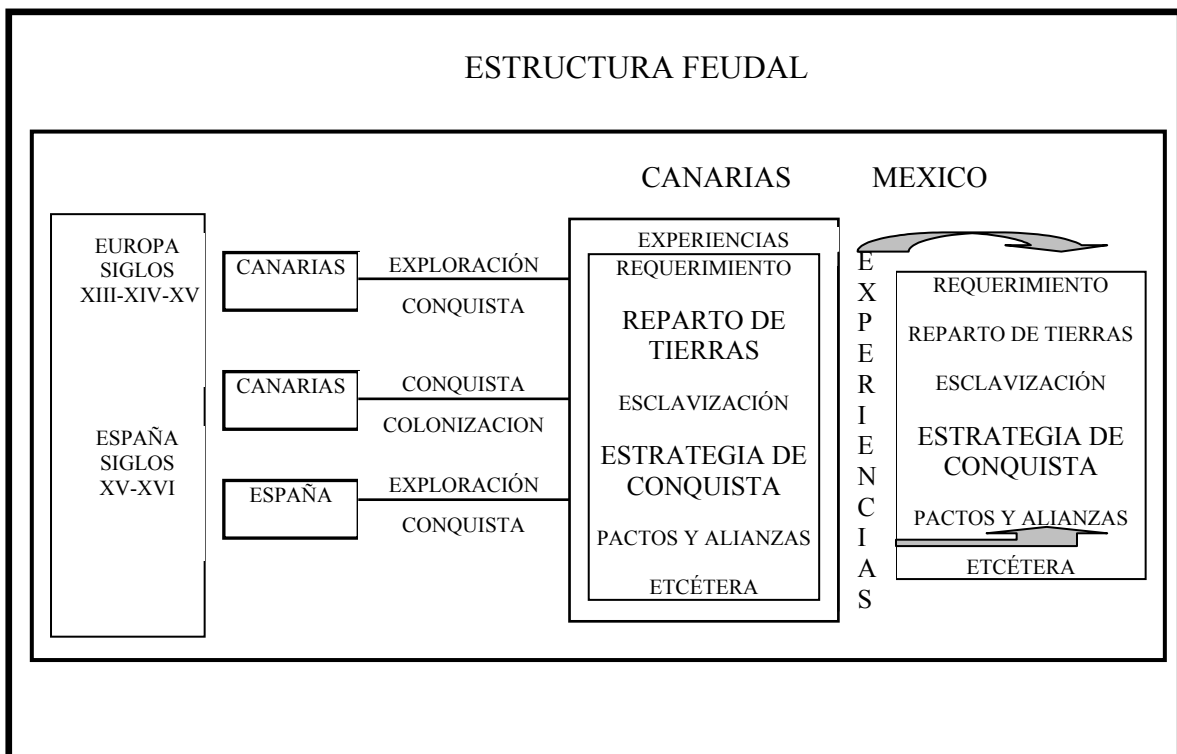 ESTRUCTURA FEUDAL
CANARIAS
MEXICO
EUROPA
SIGLOS
XIII-XIV-XV
ESPAÑA
SIGLOS
XV-XVI
CANARIAS
EXPLORACIÓN
CONQUISTA
CANARIAS
CONQUISTA
COLONIZACION
ESPAÑA
EXPLORACIÓN
CONQUISTA
EXPERIENCIAS
REQUERIMIENTO
REPARTO DE
TIERRAS
ESCLAVIZACIÓN
ESTRATEGIA DE
CONQUISTA
PACTOS Y ALIANZAS
ETCÉTERA
EXPERIENCIAS
REQUERIMIENTO
REPARTO DE TIERRAS
ESCLAVIZACIÓN
ESTRATEGIA DE
CONQUISTA
PACTOS Y ALIANZAS
ETCÉTERA